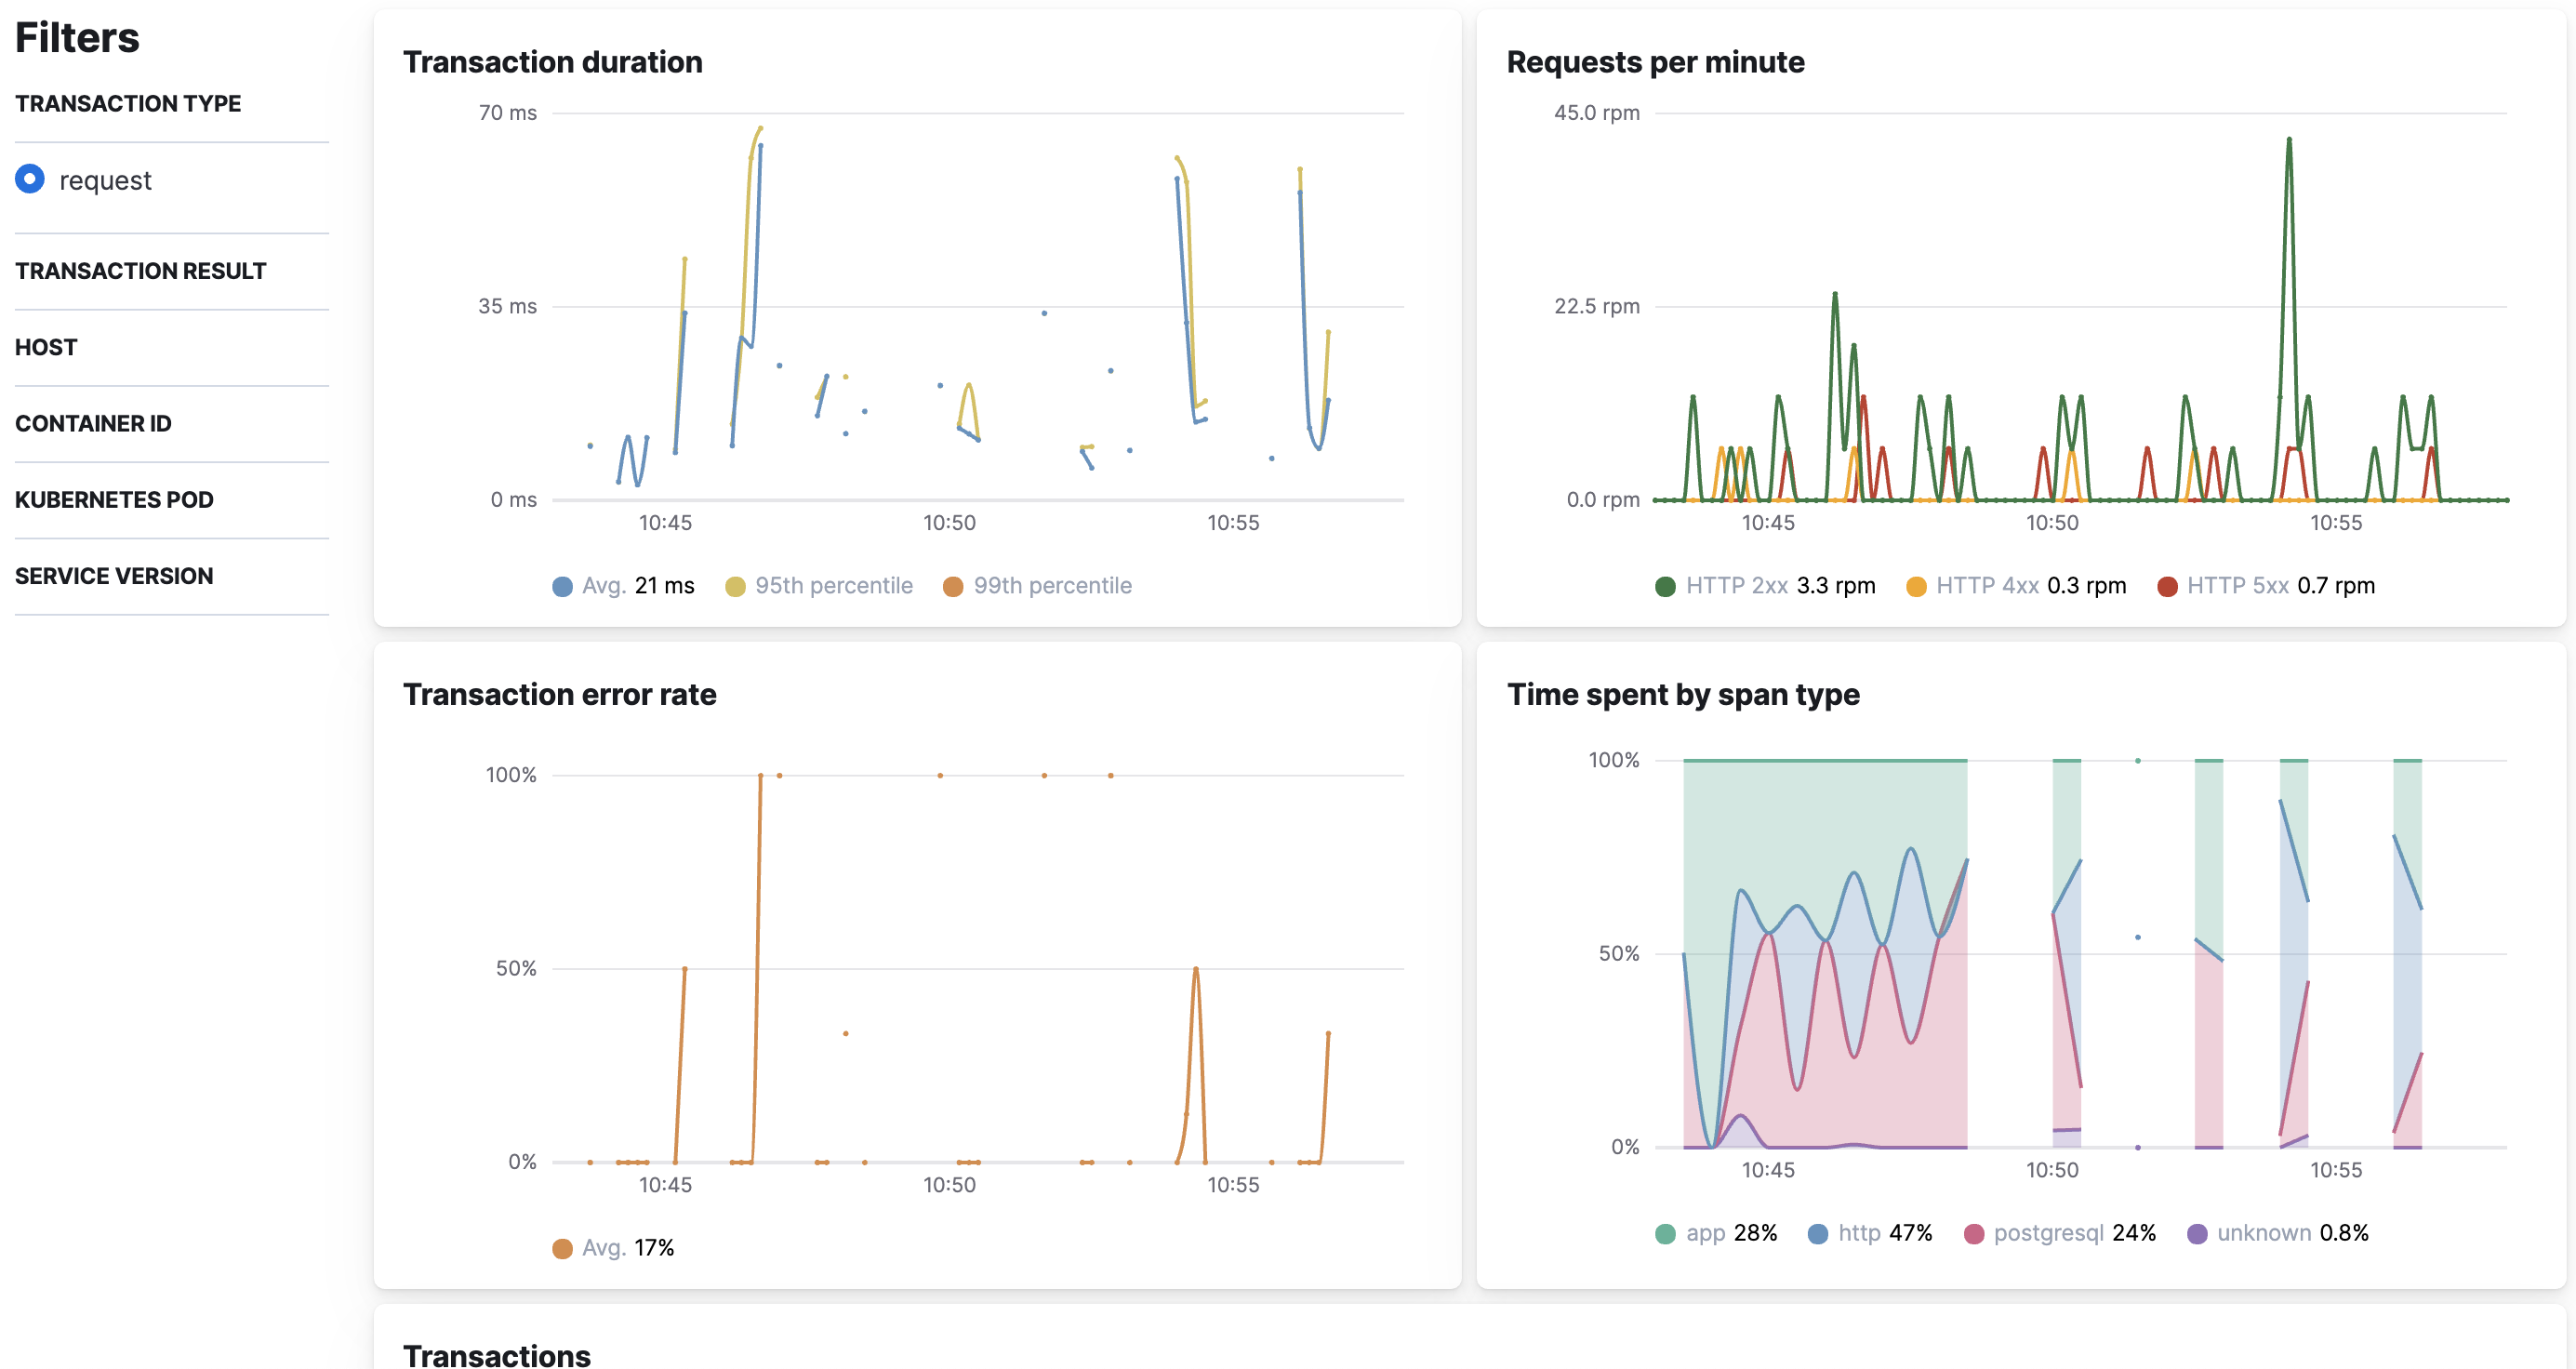 Filters
TRANSACTION TYPE
request
TRANSACTION RESULT
HOST
CONTAINER ID
KUBERNETES POD
SERVICE VERSION
Transaction duration
70 ms
35 ms
0 ms
10:45 10:50 10:55
Avg. 21 ms 95th percentile 99th percentile
Requests per minute
45.0 rpm
22.5 rpm
0.0 rpm
10:45 10:50 10:55
HTTP 2xx 3.3 rpm HTTP 4xx 0.3 rpm HTTP 5xx 0.7 rpm
Transaction error rate
100%
50%
0%
10:45 10:50 10:55
Avg. 17%
Time spent by span type
100%
50%
0%
10:45 10:50 10:55
app 28% http 47% postgresql 24% unknown 0.8%
Transactions